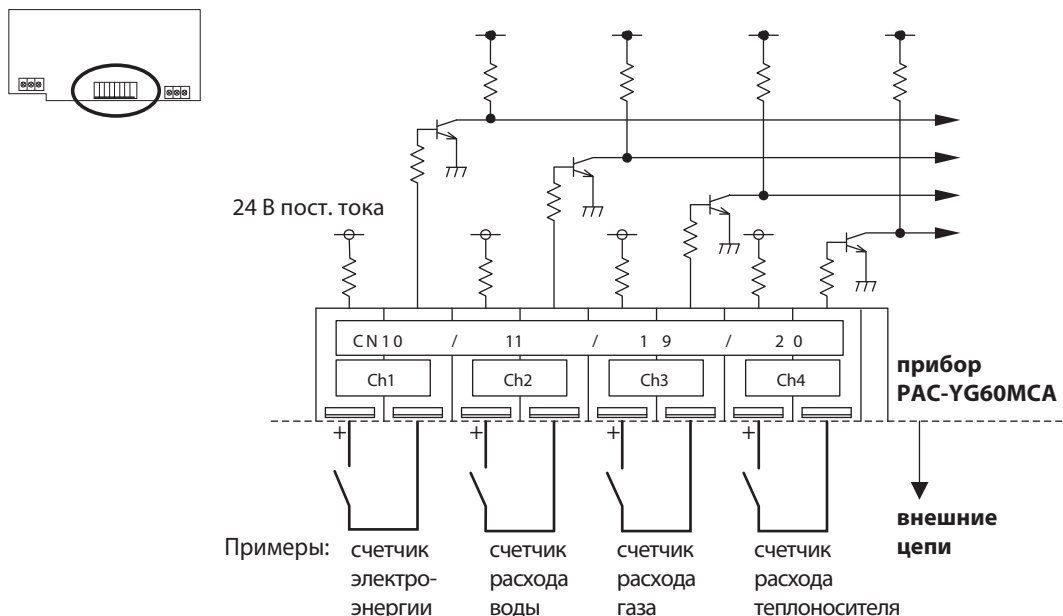 24 В пост. тока
CN10 / 11 / 19 / 20
Ch1 Ch2 Ch3 Ch4
прибор
PAC-YG60MCA
+ + + +
внешние
цепи
Примеры: счетчик счетчик счетчик счетчик
электро- расхода расхода расхода
энергии воды газа теплоносителя